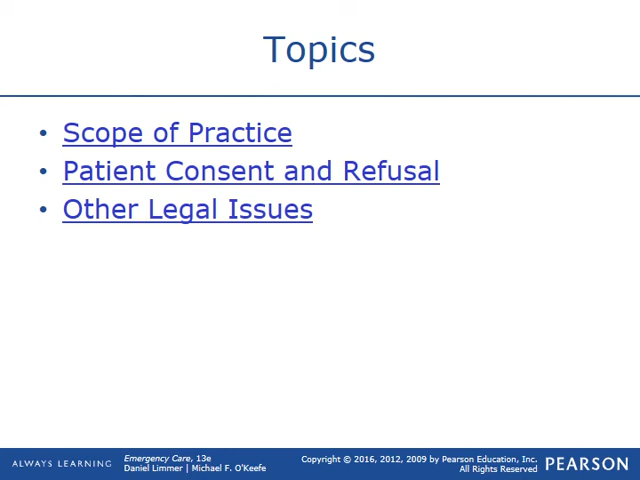 Topics
• Scope of Practice
• Patient Consent and Refusal
• Other Legal Issues
ALWAYS LEARNING
Emergency Care, 13e
Daniel Limmer | Michael F. O'Keefe
Copyright © 2016, 2012, 2009 by Pearson Education, Inc.
All Rights Reserved
PEARSON